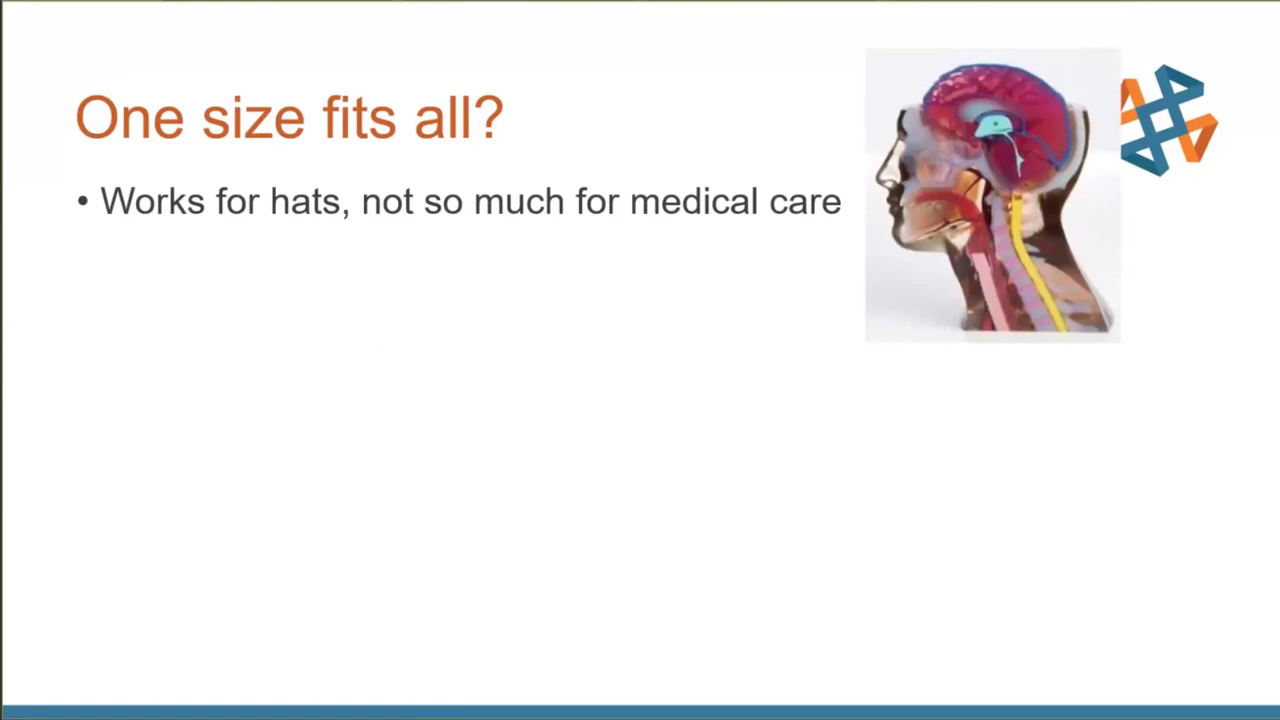 One size fits all?
• Works for hats, not so much for medical care